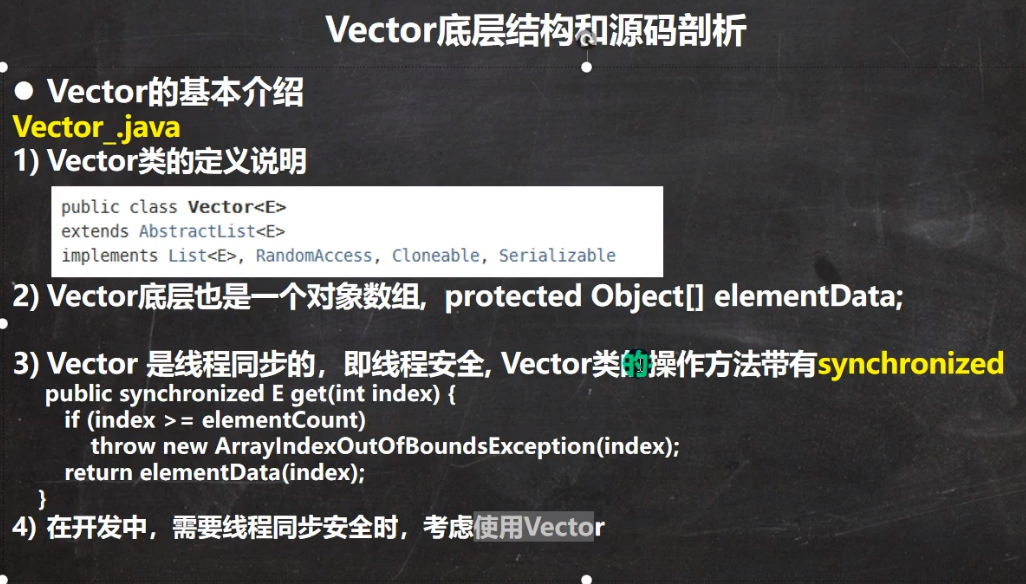 Vector底层结构和源码剖析
● Vector的基本介绍
Vector_.java
1) Vector类的定义说明
public class Vector<E>
extends AbstractList<E>
implements List<E>, RandomAccess, Cloneable, Serializable
2) Vector底层也是一个对象数组，protected Object[] elementData;
3) Vector 是线程同步的，即线程安全, Vector类的操作方法带有synchronized
public synchronized E get(int index) {
if (index >= elementCount)
throw new ArrayIndexOutOfBoundsException(index);
return elementData(index);
}
4) 在开发中，需要线程同步安全时，考虑使用Vector